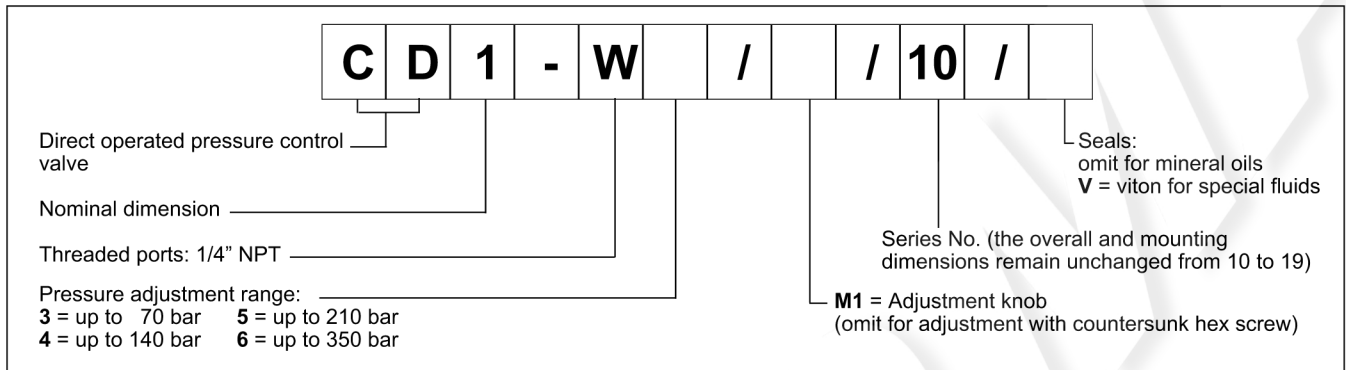 C D 1 - W / / 10 /
Direct operated pressure control
valve
Nominal dimension
Threaded ports: 1/4” NPT
Pressure adjustment range:
3 = up to 70 bar 5 = up to 210 bar
4 = up to 140 bar 6 = up to 350 bar
Seals:
omit for mineral oils
V = viton for special fluids
Series No. (the overall and mounting
dimensions remain unchanged from 10 to 19)
M1 = Adjustment knob
(omit for adjustment with countersunk hex screw)